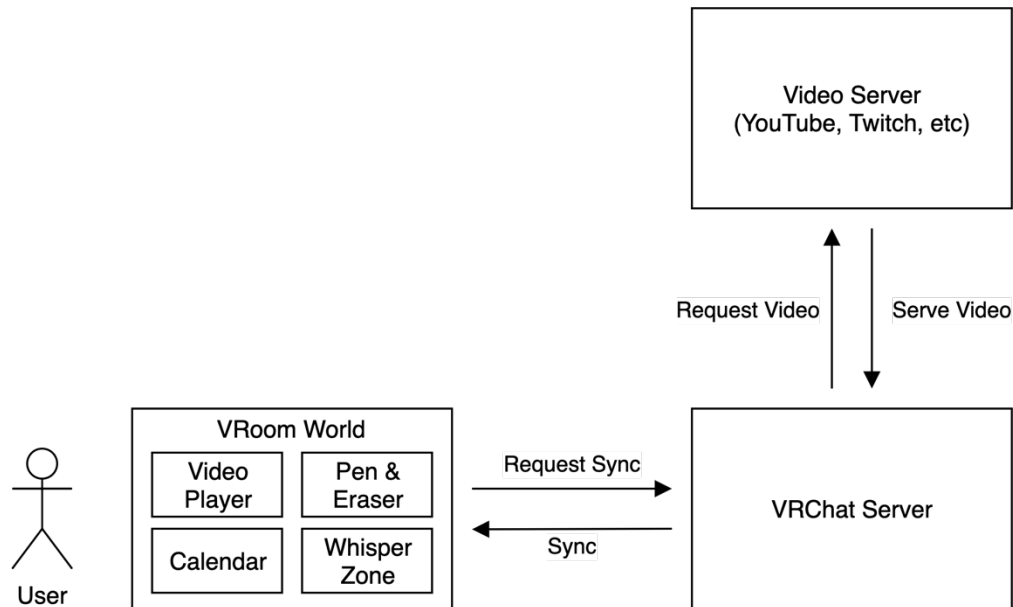 Video Server
(YouTube, Twitch, etc)
Request Video
Serve Video
VRoom World
Video
Player
Pen &
Eraser
Calendar
Whisper
Zone
Request Sync
Sync
VRChat Server
User